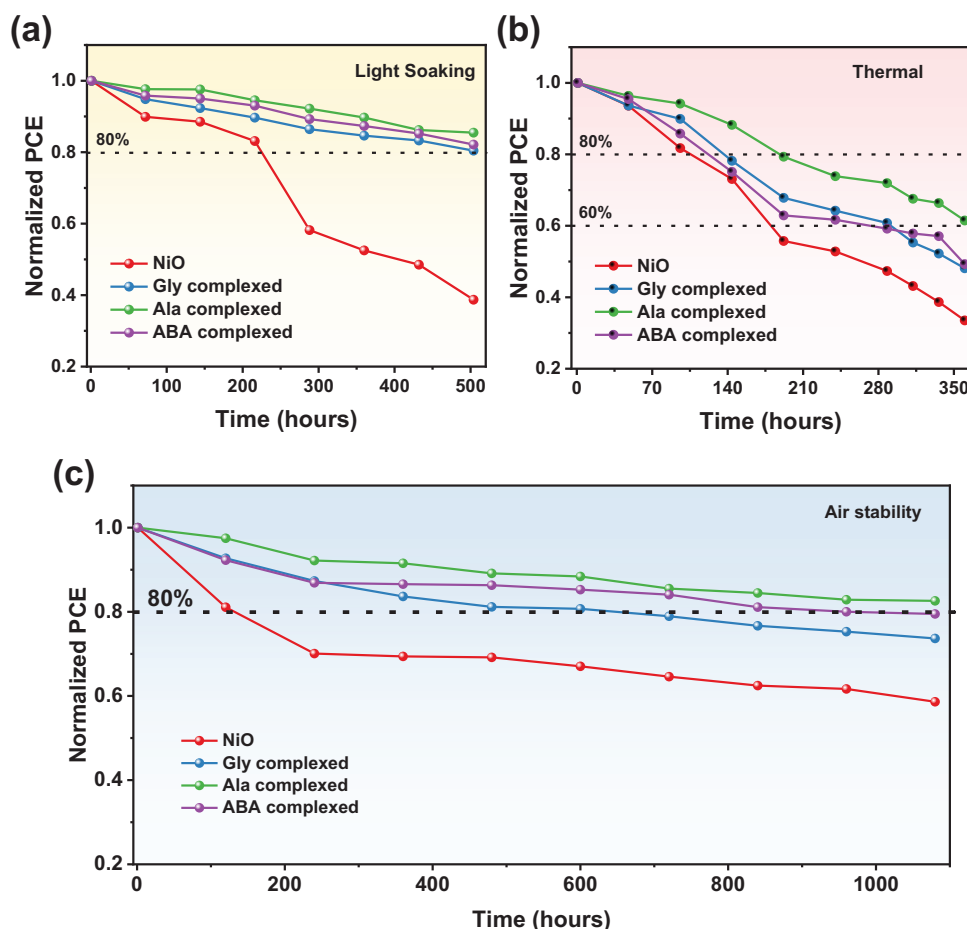 (a)
Light Soaking
1.0
0.8
0.6
0.4
0.2
80%
NiO
Gly complexed
Ala complexed
ABA complexed
0 100 200 300 400 500
Time (hours)
Normalized PCE
(b)
Thermal
1.0
0.8
0.6
0.4
0.2
80%
60%
NiO
Gly complexed
Ala complexed
ABA complexed
0 70 140 210 280 350
Time (hours)
Normalized PCE
(c)
Air stability
1.0
0.8
0.6
0.4
0.2
80%
NiO
Gly complexed
Ala complexed
ABA complexed
0 200 400 600 800 1000
Time (hours)
Normalized PCE